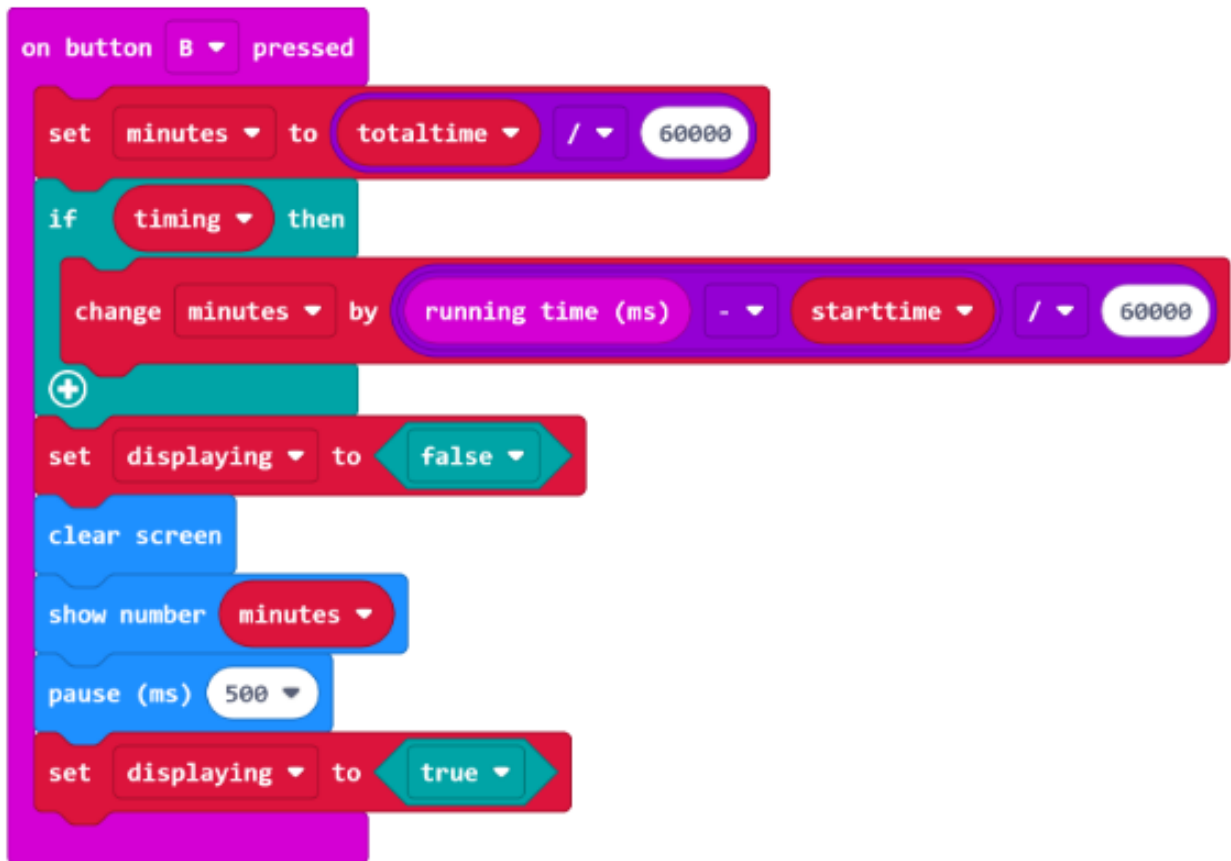 on button B pressed
set minutes to totaltime / 60000
if timing then
change minutes by running time (ms) - starttime / 60000
set displaying to false
clear screen
show number minutes
pause (ms) 500
set displaying to true